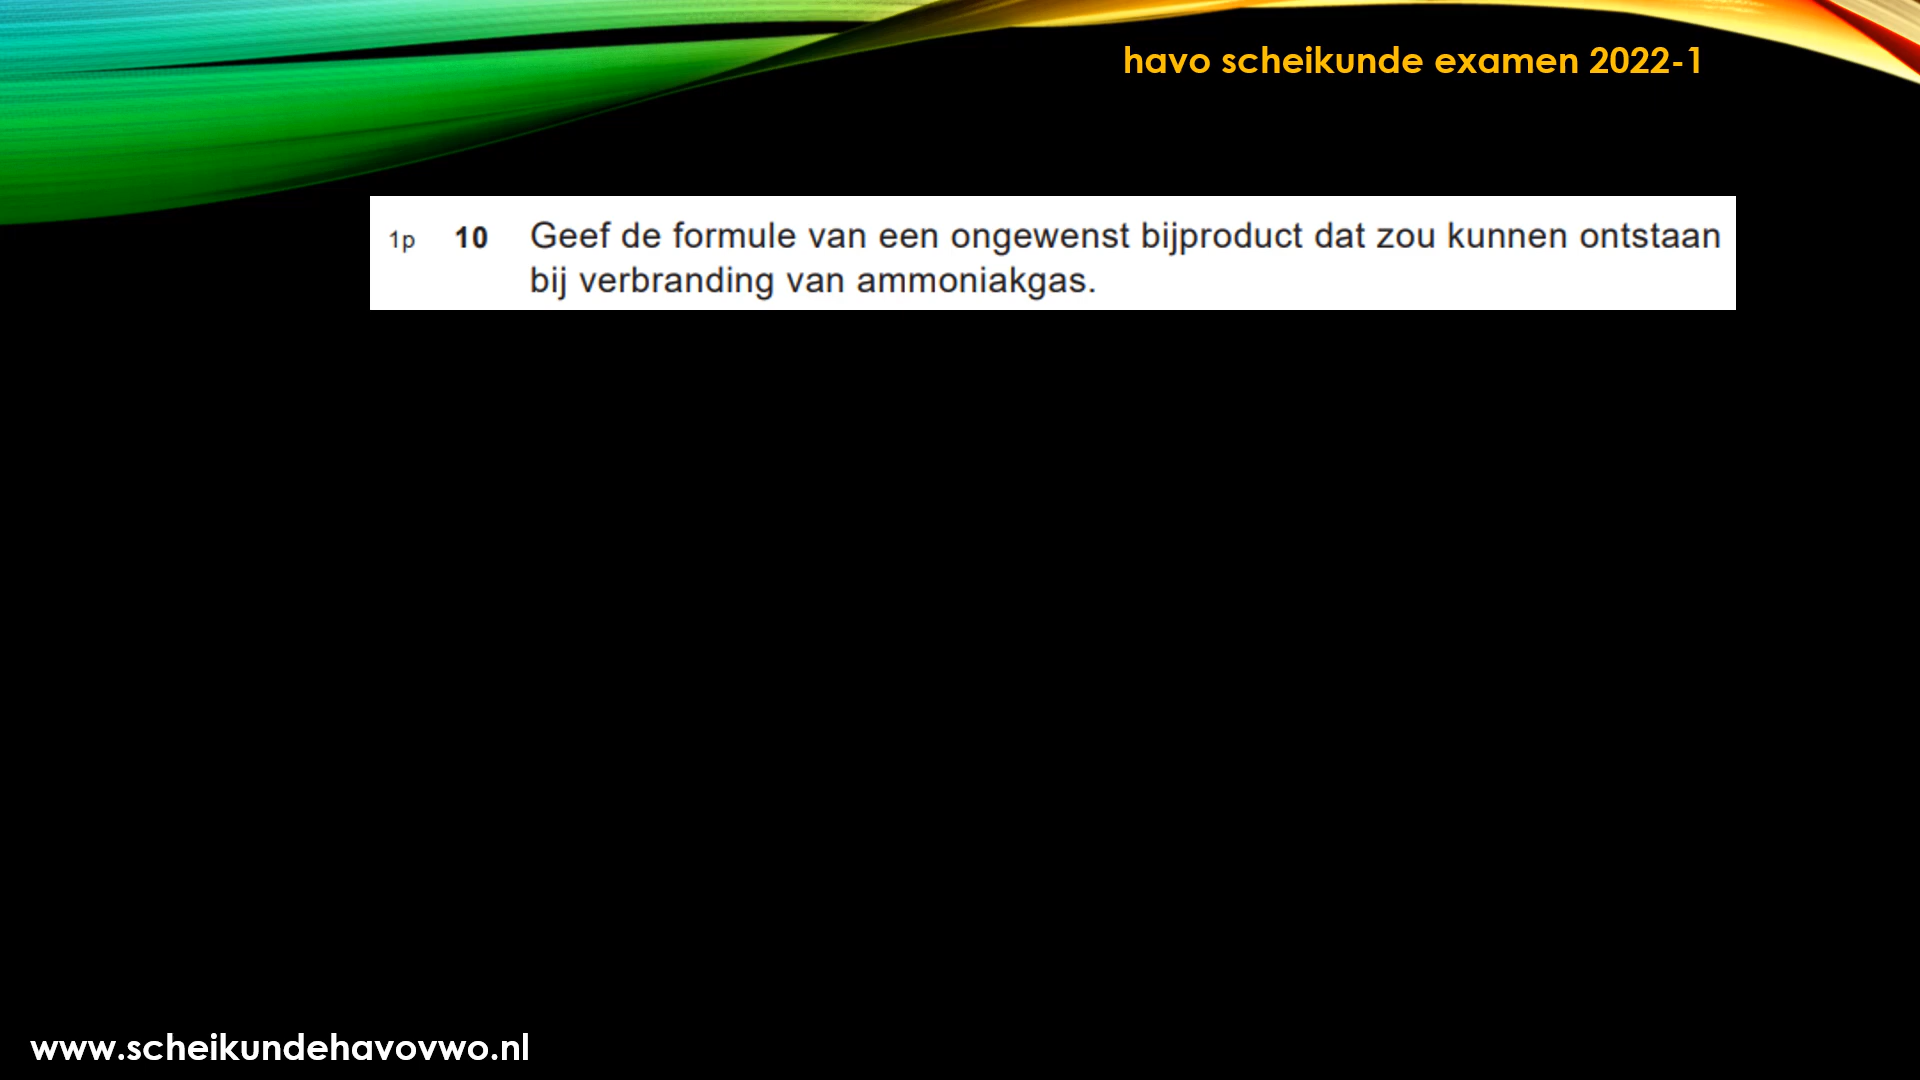 havo scheikunde examen 2022-1
1p 10 Geef de formule van een ongewenst bijproduct dat zou kunnen ontstaan
bij verbranding van ammoniakgas.
www.scheikundehavovwo.nl